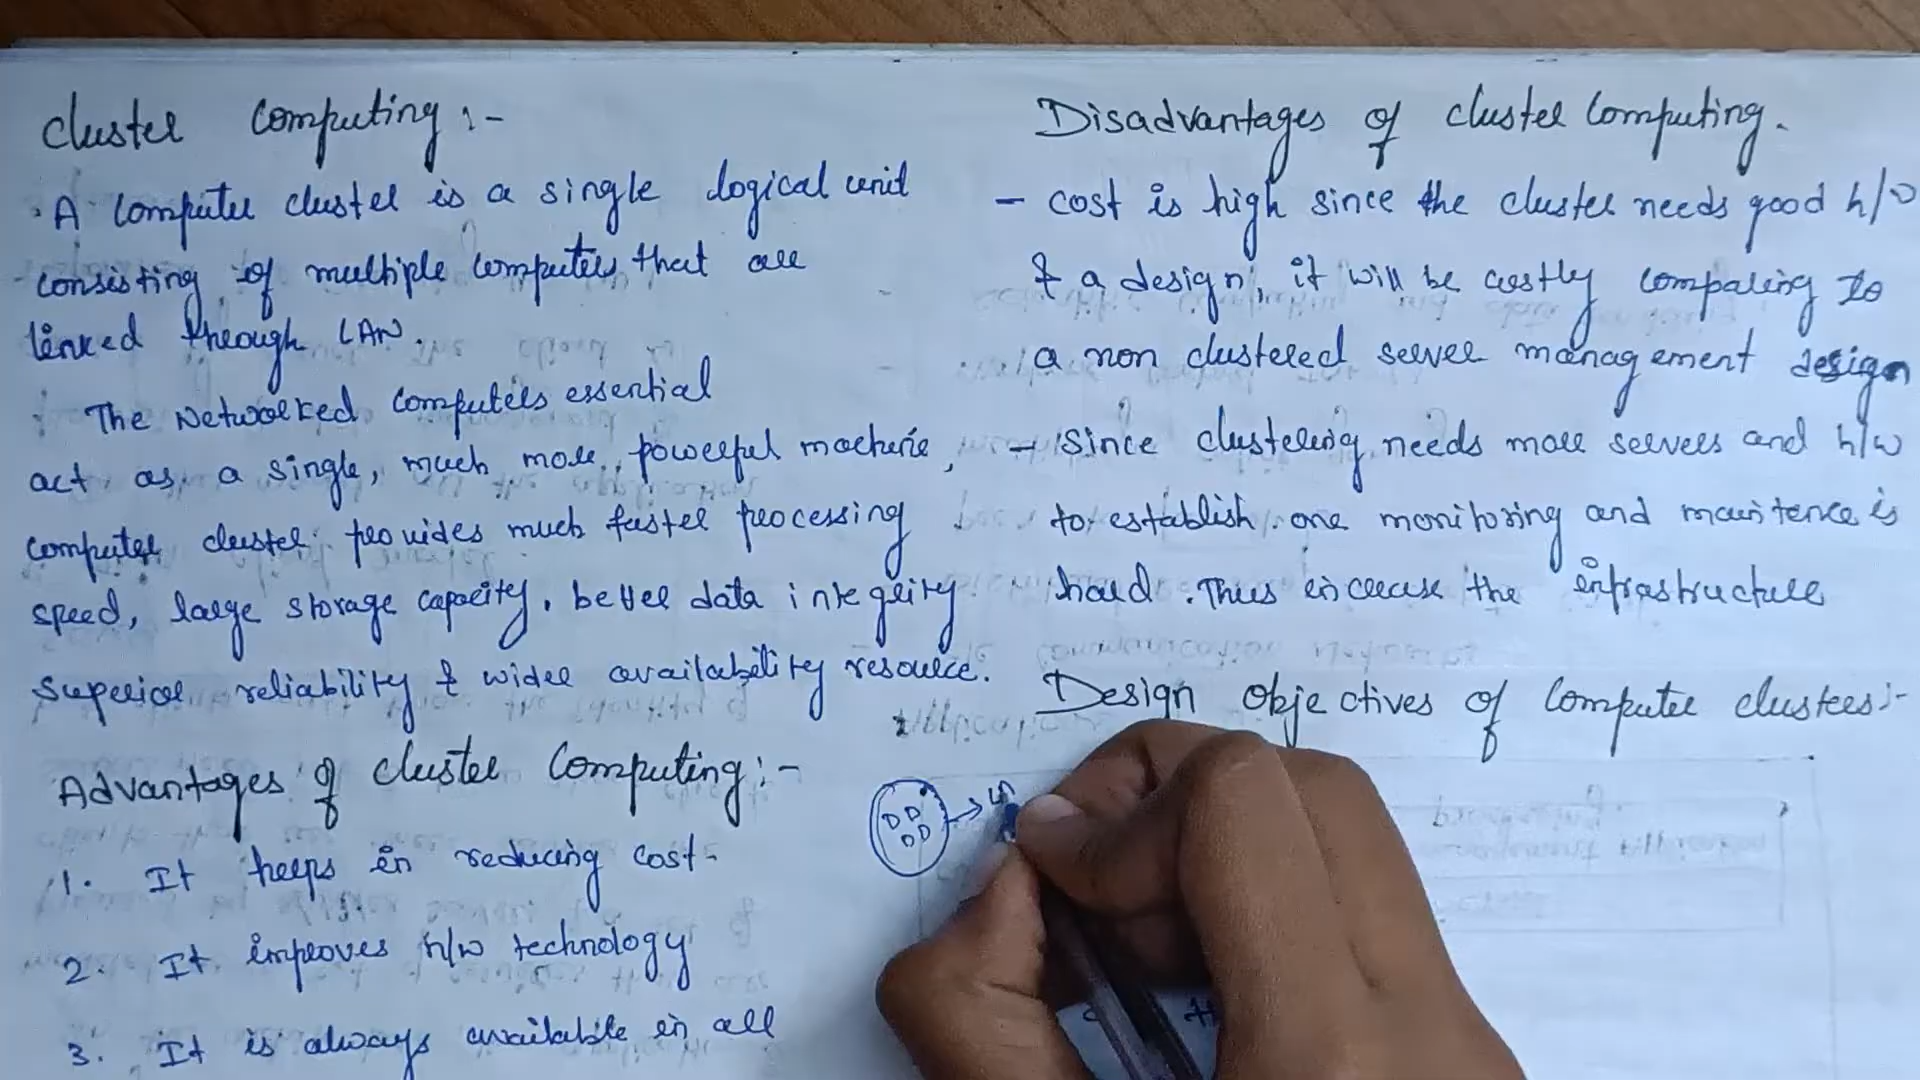 Cluster Computing :-
. A Computer cluster is a single logical unit
consisting of multiple computers that are
linked through LAN.
The Networked Computers essential
act as a single, much more powerful machine,
computer cluster provides much faster processing
speed, large storage capacity, better data integrity
superior reliability & wider availability resource.
Advantages of cluster Computing :-
1. It helps in reducing cost.
2. It improves h/w technology
3. It is always available in all
Disadvantages of cluster Computing.
- cost is high since the cluster needs good h/w
& a design, it will be costly comparing to
a non clustered server management design
- Since clustering needs more servers and h/w
to establish one monitoring and maintence is
hard. Thus increase the infrastructure
Design Objectives of Computer clusters :-
DD
DD